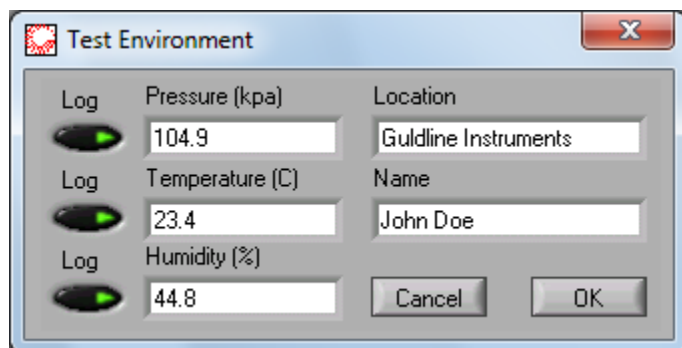 Test Environment
Log Pressure (kpa) Location
104.9 Guldline Instruments
Log Temperature (C) Name
23.4 John Doe
Log Humidity (%)
44.8 Cancel OK